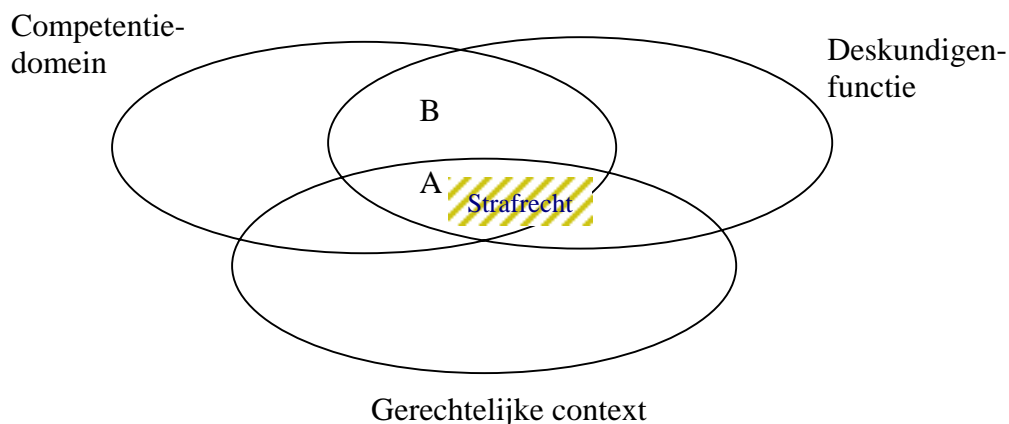 Competentie-
domein
Deskundigen-
functie
B
A
Strafrecht
Gerechtelijke context